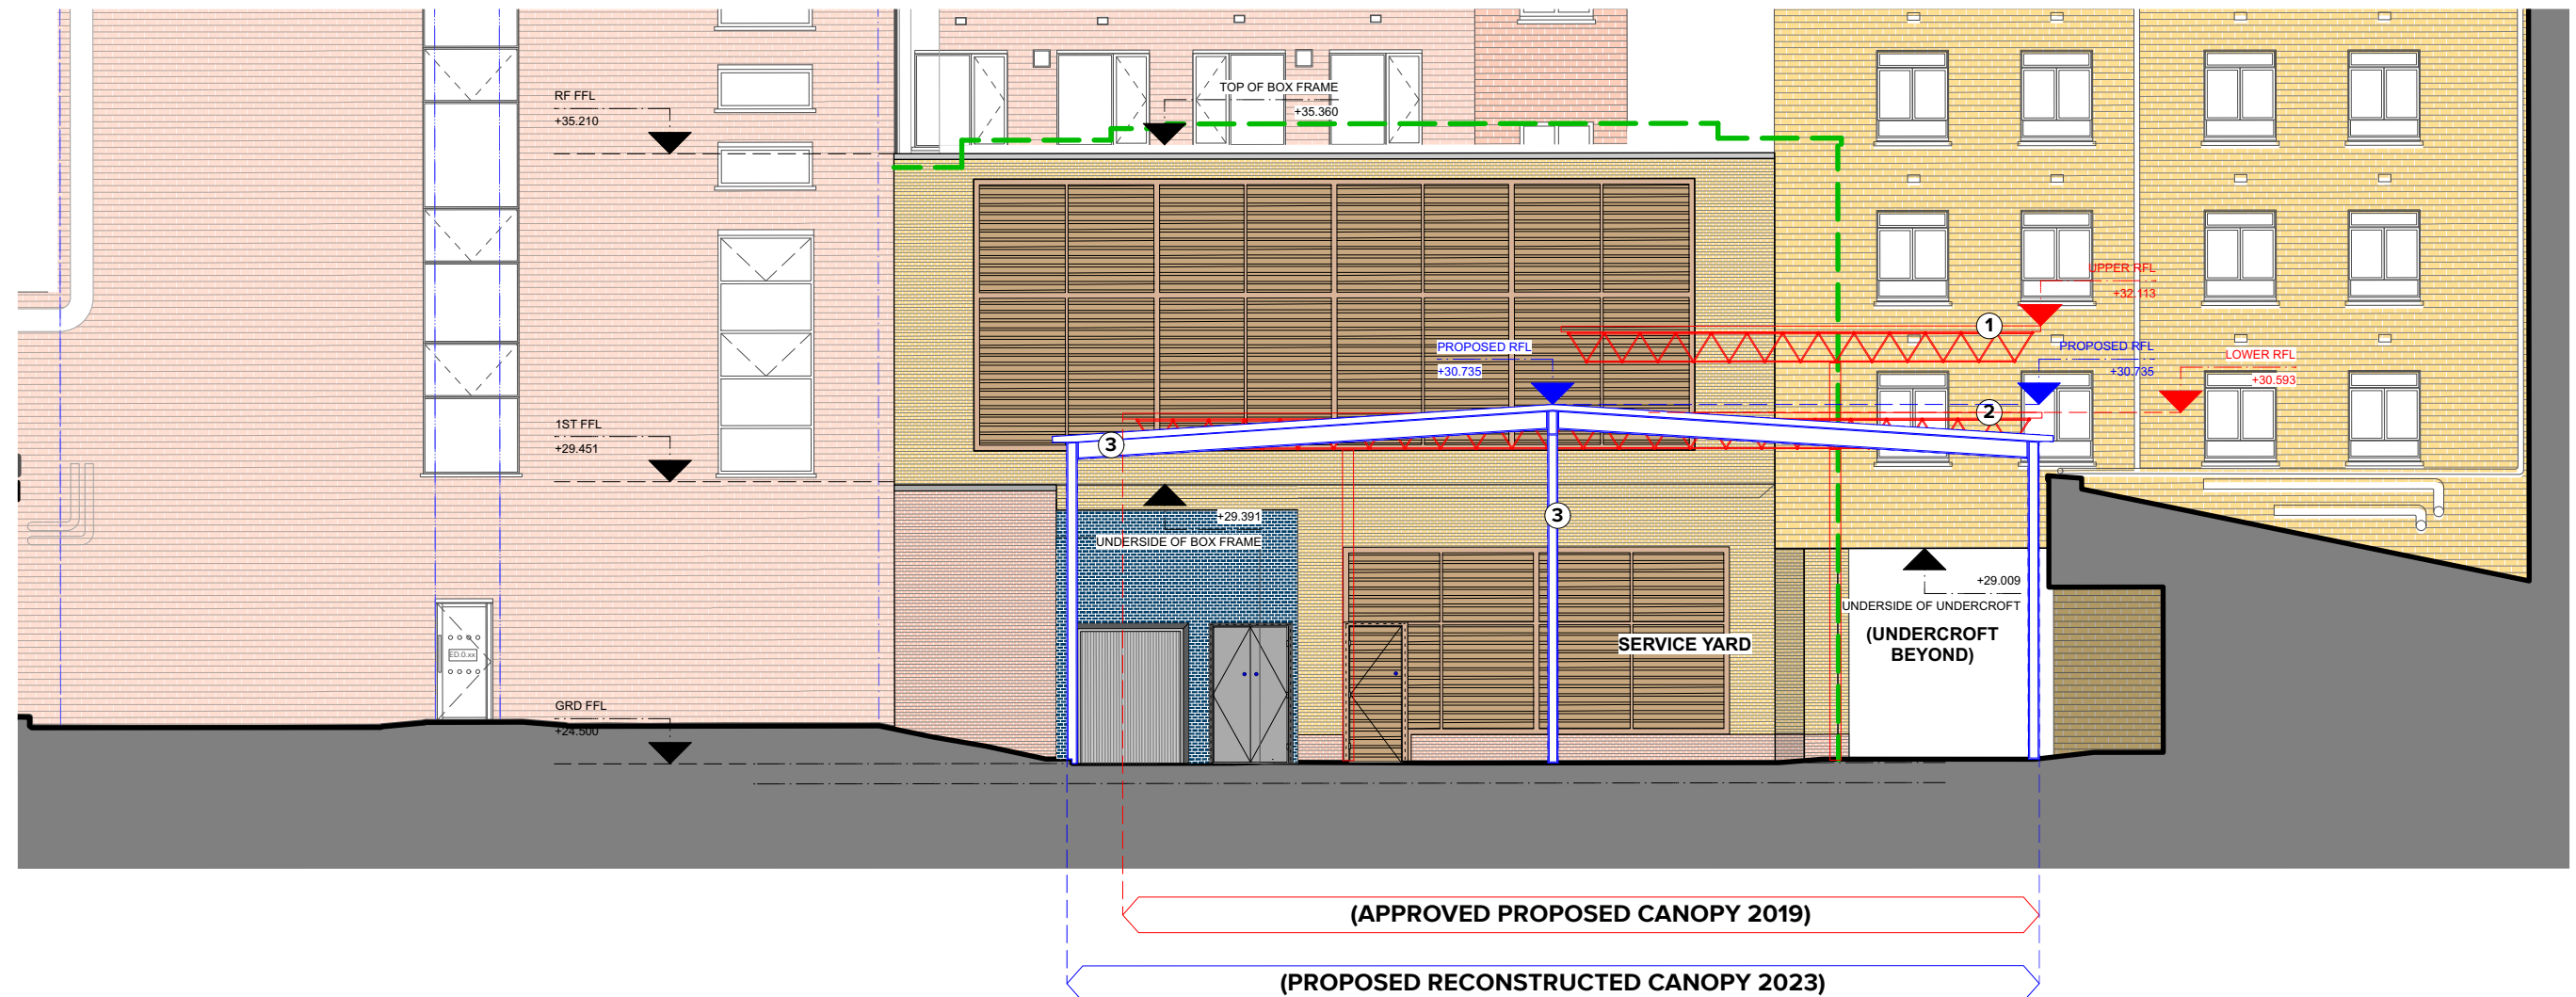 RF FFL
+35.210
TOP OF BOX FRAME
+35.360
UPPER RFL
+32.113
1
PROPOSED RFL
+30.735
PROPOSED RFL
+30.735
LOWER RFL
+30.593
2
3
1ST FFL
+29.451
3
+29.391
UNDERSIDE OF BOX FRAME
+29.009
UNDERSIDE OF UNDERCROFT
(UNDERCROFT
BEYOND)
SERVICE YARD
ED.0.xx
GRD FFL
+24.500
(APPROVED PROPOSED CANOPY 2019)
(PROPOSED RECONSTRUCTED CANOPY 2023)